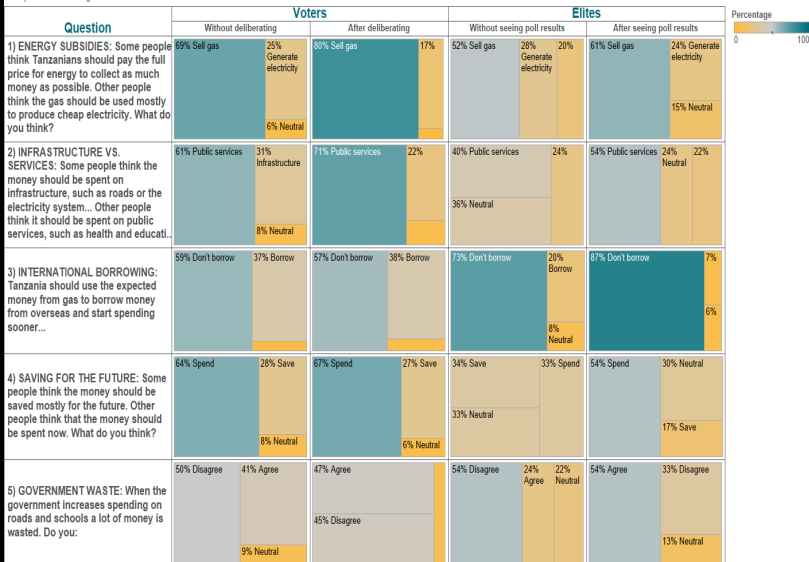 Voters
Elites
Percentage
Question
Without deliberating
After deliberating
Without seeing poll results
After seeing poll results
0
100
1) ENERGY SUBSIDIES: Some people
think Tanzanians should pay the full
price for energy to collect as much
money as possible. Other people
think the gas should be used mostly
to produce cheap electricity. What do
you think?
69% Sell gas
25%
Generate
electricity
6% Neutral
80% Sell gas
17%
52% Sell gas
28%
Generate
electricity
20%
61% Sell gas
24% Generate
electricity
15% Neutral
2) INFRASTRUCTURE VS.
SERVICES: Some people think the
money should be spent on
infrastructure, such as roads or the
electricity system... Other people
think it should be spent on public
services, such as health and educati..
61% Public services
31%
Infrastructure
8% Neutral
71% Public services
22%
40% Public services
24%
36% Neutral
54% Public services
24%
Neutral
22%
3) INTERNATIONAL BORROWING:
Tanzania should use the expected
money from gas to borrow money
from overseas and start spending
sooner...
59% Don't borrow
37% Borrow
57% Don't borrow
38% Borrow
73% Don't borrow
20%
Borrow
8%
Neutral
87% Don't borrow
7%
6%
4) SAVING FOR THE FUTURE: Some
people think the money should be
saved mostly for the future. Other
people think that the money should
be spent now. What do you think?
64% Spend
28% Save
8% Neutral
67% Spend
27% Save
6% Neutral
34% Save
33% Spend
33% Neutral
54% Spend
30% Neutral
17% Save
5) GOVERNMENT WASTE: When the
government increases spending on
roads and schools a lot of money is
wasted. Do you:
50% Disagree
41% Agree
9% Neutral
47% Agree
45% Disagree
54% Disagree
24%
Agree
22%
Neutral
54% Agree
33% Disagree
13% Neutral